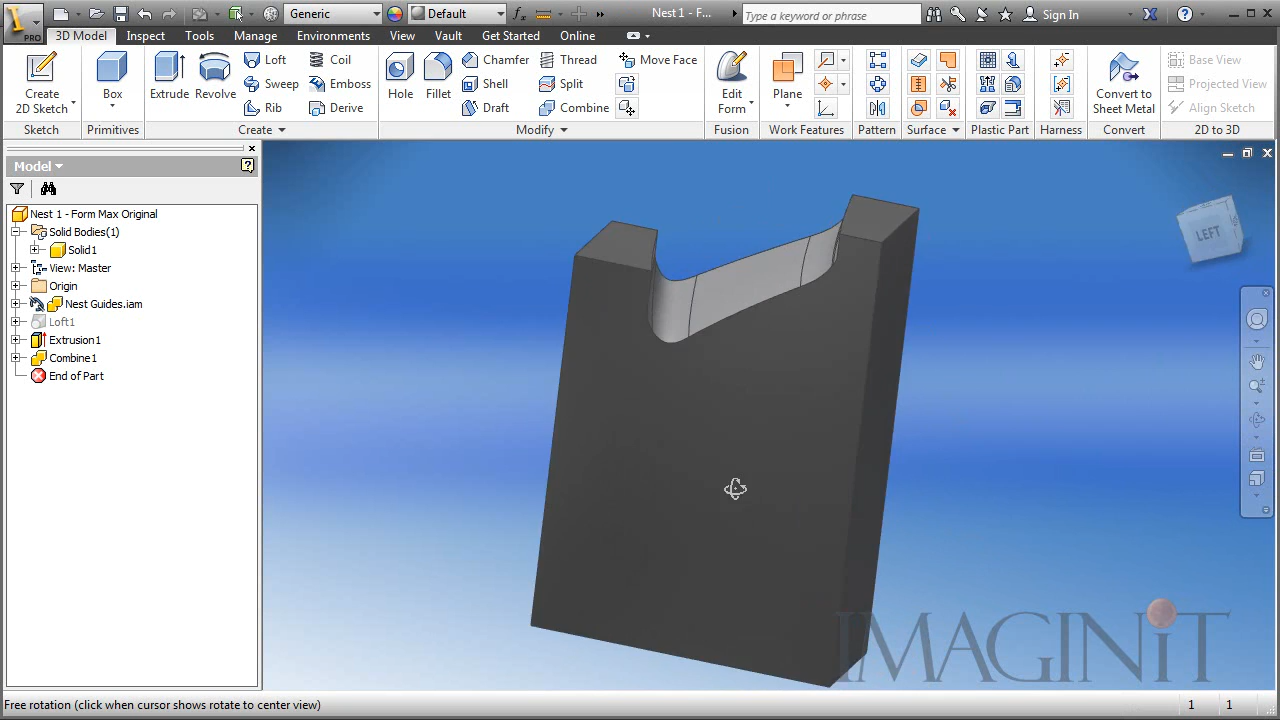 Generic
Default
Nest 1 - F...
Type a keyword or phrase
Sign In
PRO
3D Model
Inspect
Tools
Manage
Environments
View
Vault
Get Started
Online
Create
2D Sketch
Box
Extrude
Revolve
Loft
Sweep
Rib
Coil
Emboss
Derive
Hole
Fillet
Chamfer
Shell
Draft
Thread
Split
Combine
Move Face
Edit
Form
Plane
Convert to
Sheet Metal
Base View
Projected View
Align Sketch
Sketch
Primitives
Create
Modify
Fusion
Work Features
Pattern
Surface
Plastic Part
Harness
Convert
2D to 3D
Model
Nest 1 - Form Max Original
Solid Bodies(1)
Solid1
View: Master
Origin
Nest Guides.iam
Loft1
Extrusion1
Combine1
End of Part
LEFT
IMAGINiT
Free rotation (click when cursor shows rotate to center view)
1
1